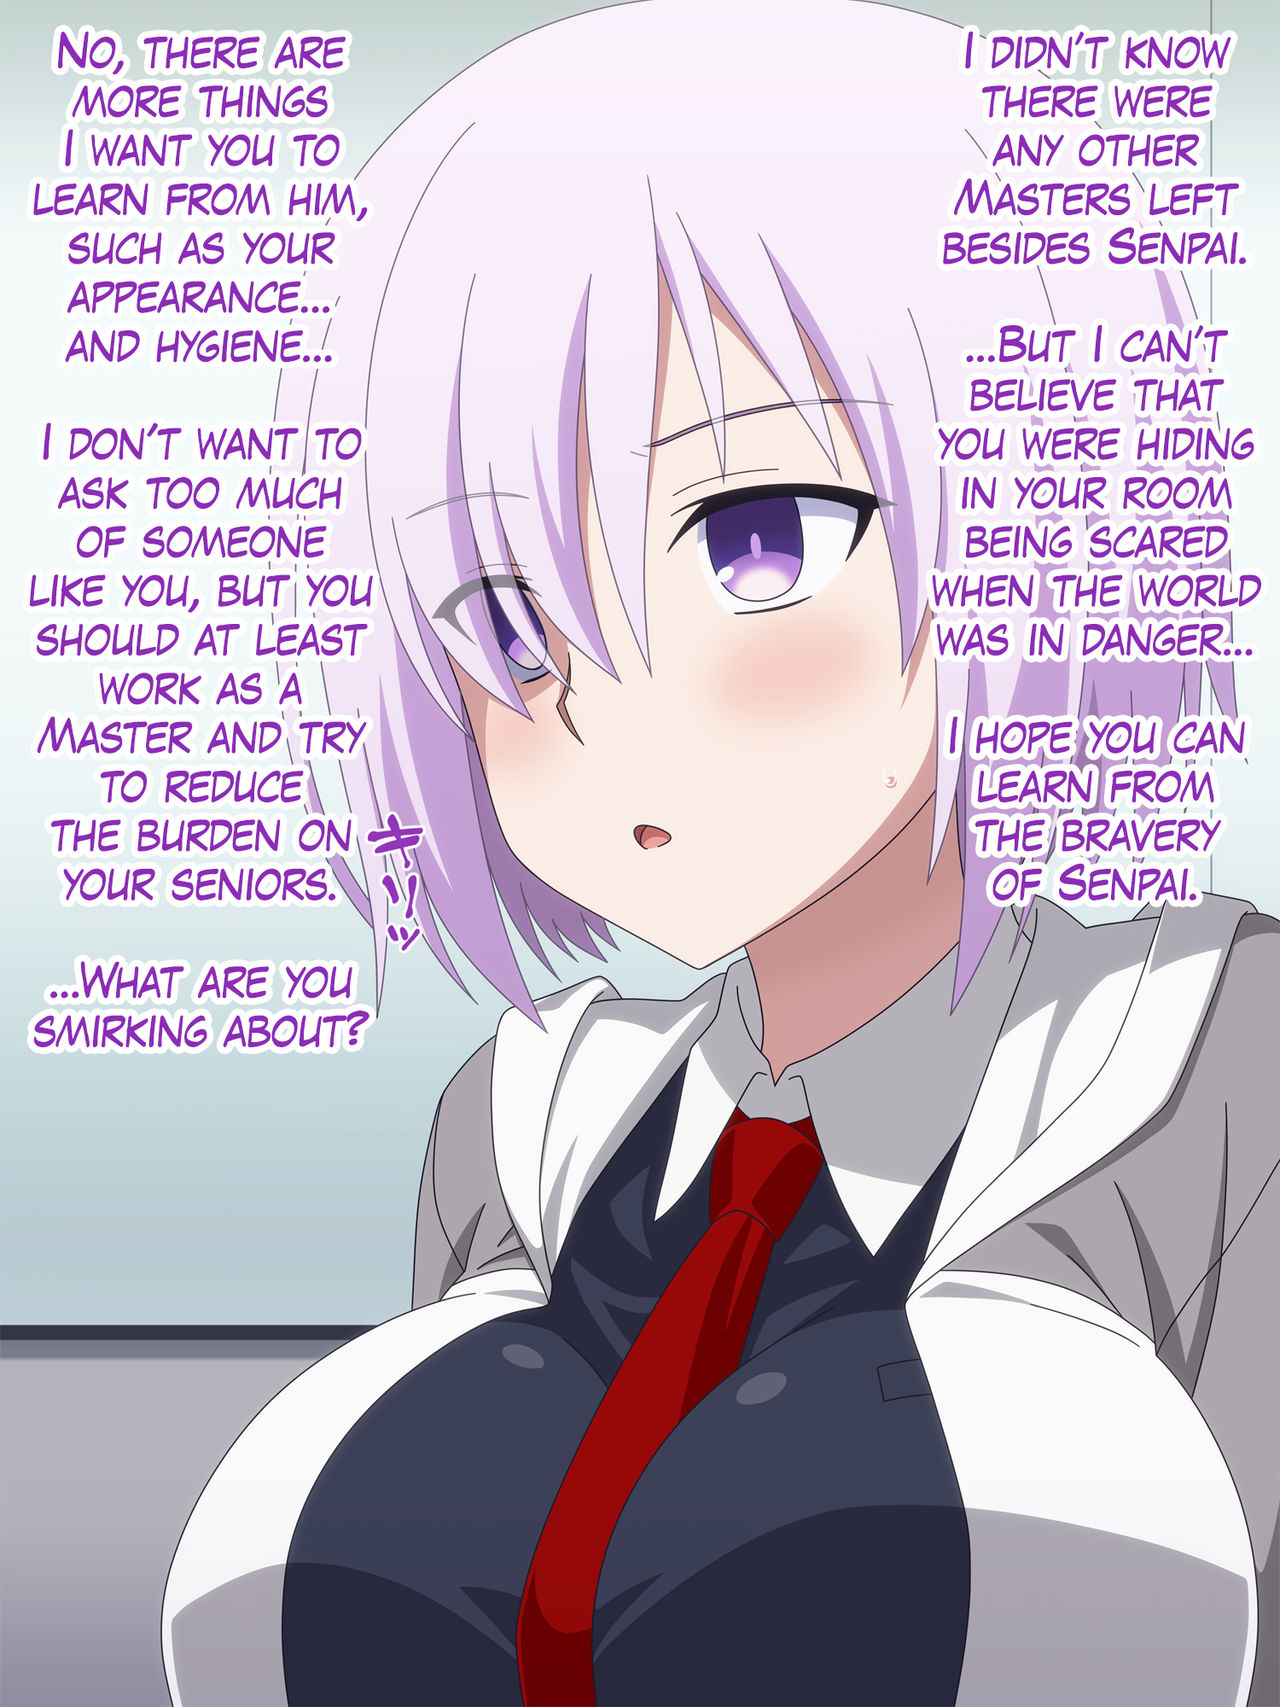 I DIDN'T KNOW
THERE WERE
ANY OTHER
MASTERS LEFT
BESIDES SENPAI.
...BUT I CAN'T
BELIEVE THAT
YOU WERE HIDING
IN YOUR ROOM
BEING SCARED
WHEN THE WORLD
WAS IN DANGER...
I HOPE YOU CAN
LEARN FROM
THE BRAVERY
OF SENPAI.
NO, THERE ARE
MORE THINGS
I WANT YOU TO
LEARN FROM HIM,
SUCH AS YOUR
APPEARANCE...
AND HYGIENE...
I DON'T WANT TO
ASK TOO MUCH
OF SOMEONE
LIKE YOU, BUT YOU
SHOULD AT LEAST
WORK AS A
MASTER AND TRY
TO REDUCE
THE BURDEN ON
YOUR SENIORS.
キリッ
...WHAT ARE YOU
SMIRKING ABOUT?